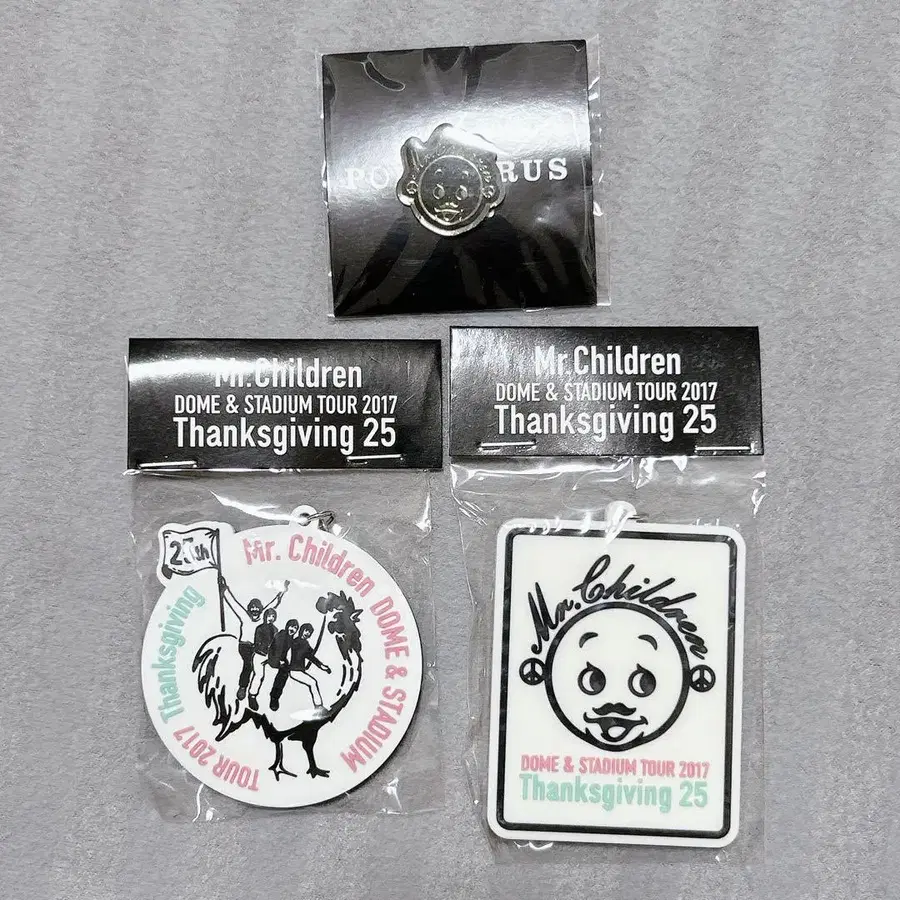 RUS
Mr.Children
DOME & STADIUM TOUR 2017
Thanksgiving 25
Mr.Children
DOME & STADIUM TOUR 2017
Thanksgiving 25
25th
Mr. Children DOME & STADIUM
TOUR 2017 Thanksgiving
Mr.Children
DOME & STADIUM TOUR 2017
Thanksgiving 25